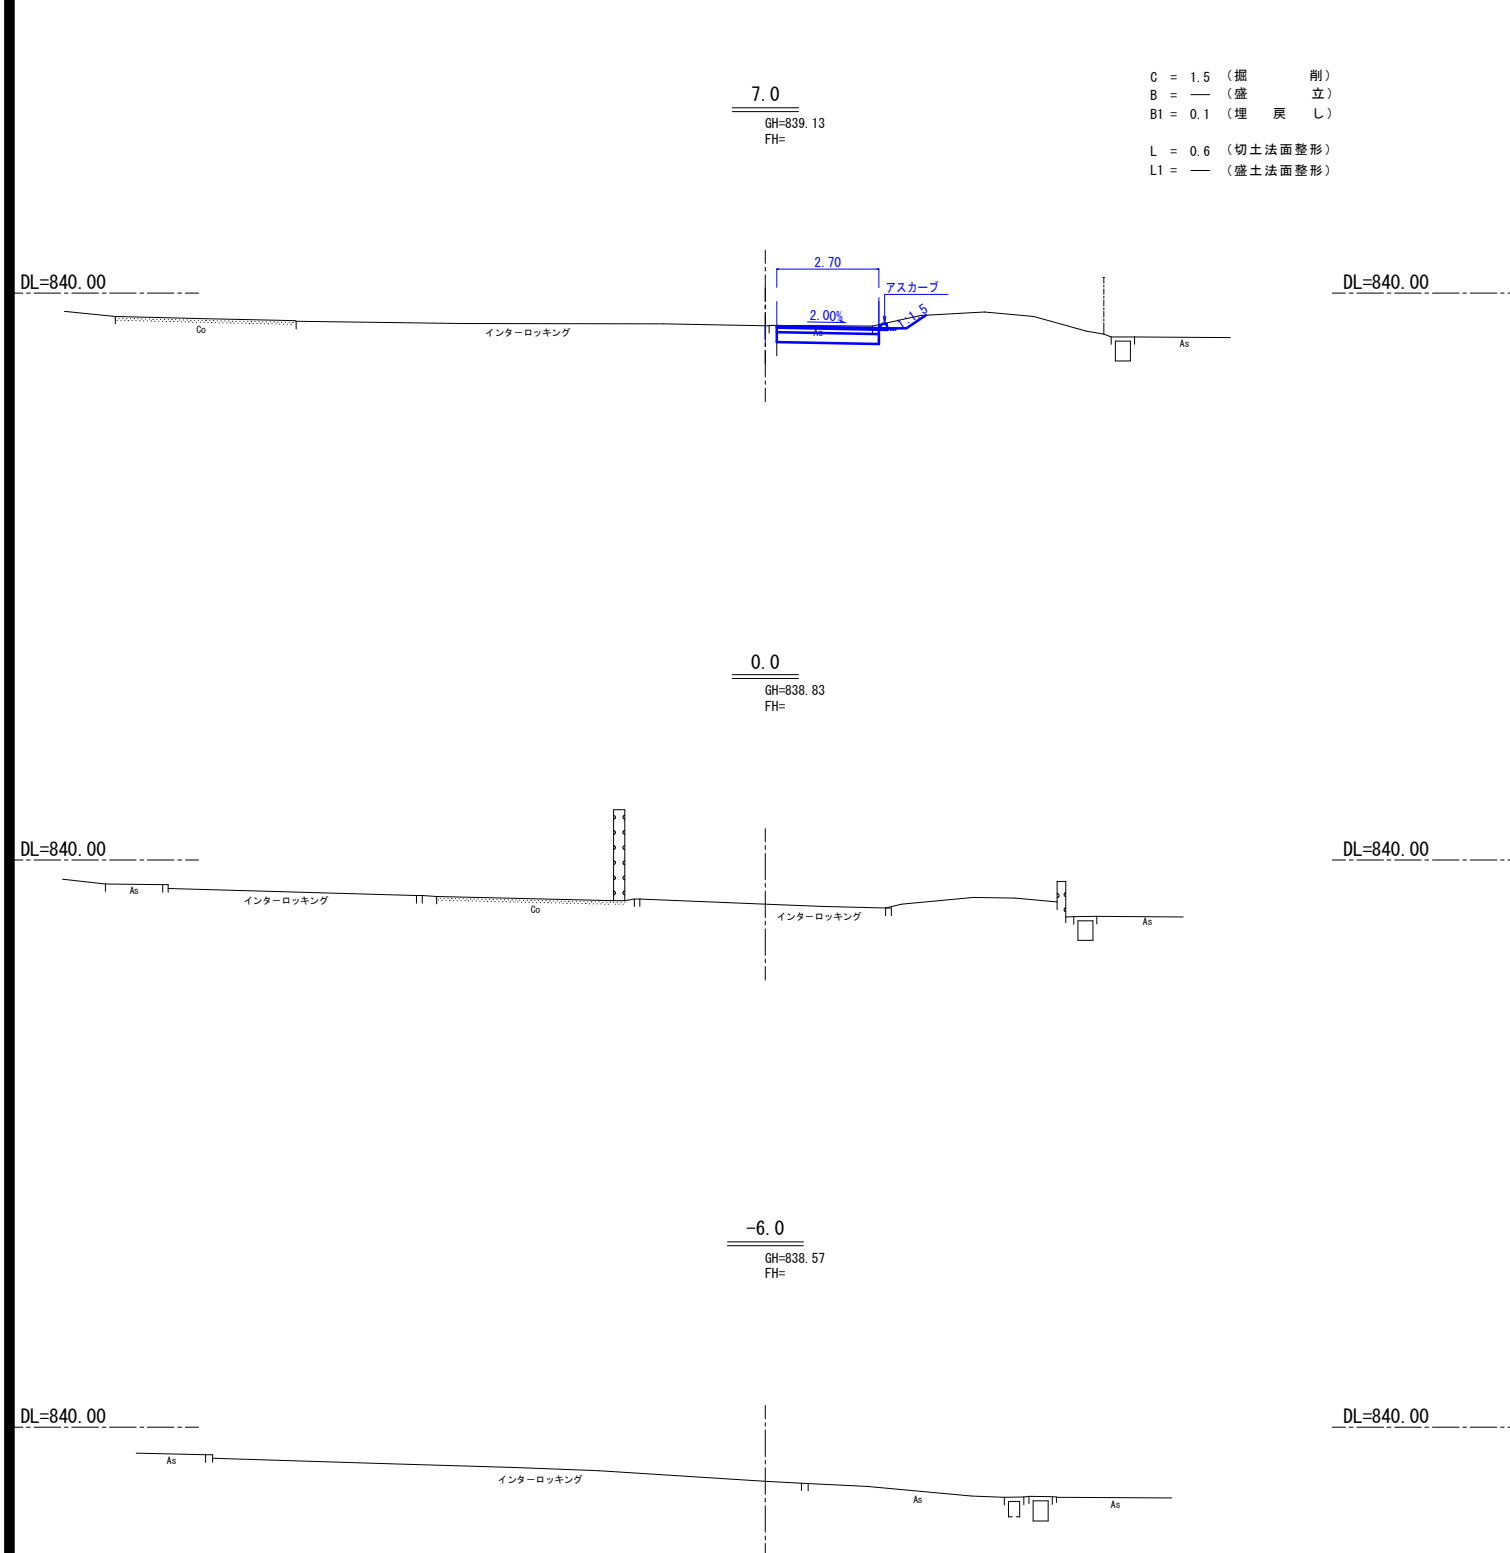 7.0
GH=839.13
FH=
C = 1.5 (掘 削)
B = ― (盛 立)
B1 = 0.1 (埋 戻 し)
L = 0.6 (切土法面整形)
L1 = ― (盛土法面整形)
DL=840.00
DL=840.00
2.70
アスカーブ
2.00%
1:1.5
Co
インターロッキング
As
As
0.0
GH=838.83
FH=
DL=840.00
DL=840.00
As
インターロッキング
Co
インターロッキング
As
-6.0
GH=838.57
FH=
DL=840.00
DL=840.00
As
インターロッキング
As
As